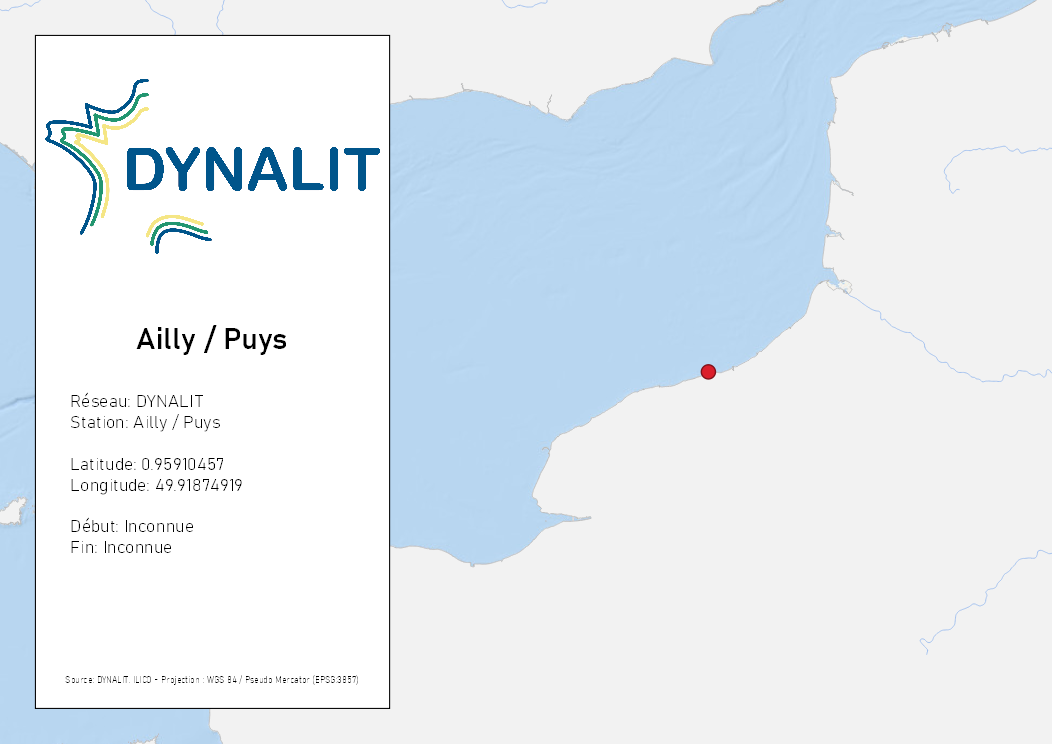 DYNALIT
Ailly / Puys
Réseau: DYNALIT
Station: Ailly / Puys
Latitude: 0.95910457
Longitude: 49.91874919
Début: Inconnue
Fin: Inconnue
Source: DYNALIT, ILICO - Projection : WGS 84 / Pseudo Mercator (EPSG:3857)